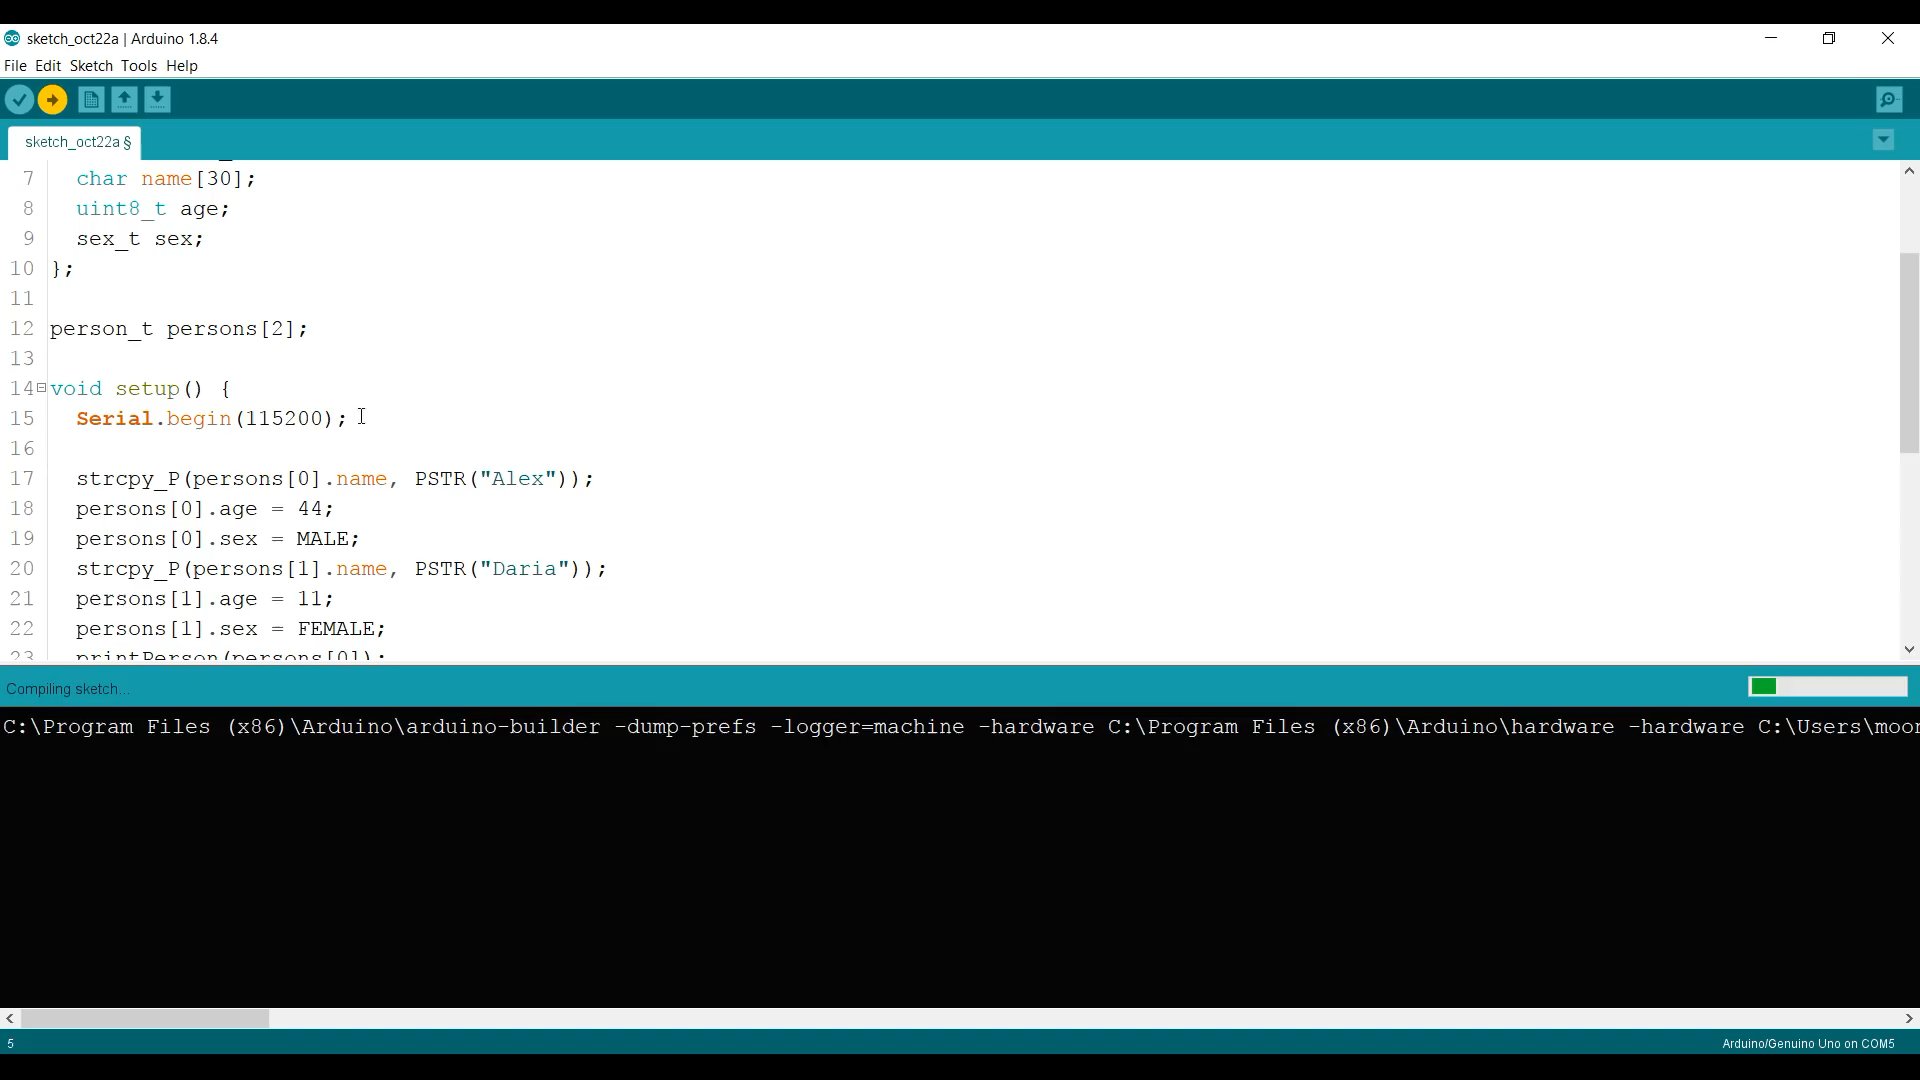 sketch_oct22a | Arduino 1.8.4
File Edit Sketch Tools Help
sketch_oct22a §
7 char name[30];
8 uint8_t age;
9 sex_t sex;
10 };
11
12 person_t persons[2];
13
14 void setup() {
15 Serial.begin(115200);
16
17 strcpy_P(persons[0].name, PSTR("Alex"));
18 persons[0].age = 44;
19 persons[0].sex = MALE;
20 strcpy_P(persons[1].name, PSTR("Daria"));
21 persons[1].age = 11;
22 persons[1].sex = FEMALE;
23 printPerson(persons[0]);
Compiling sketch...
C:\Program Files (x86)\Arduino\arduino-builder -dump-prefs -logger=machine -hardware C:\Program Files (x86)\Arduino\hardware -hardware C:\Users\moor
5
Arduino/Genuino Uno on COM5